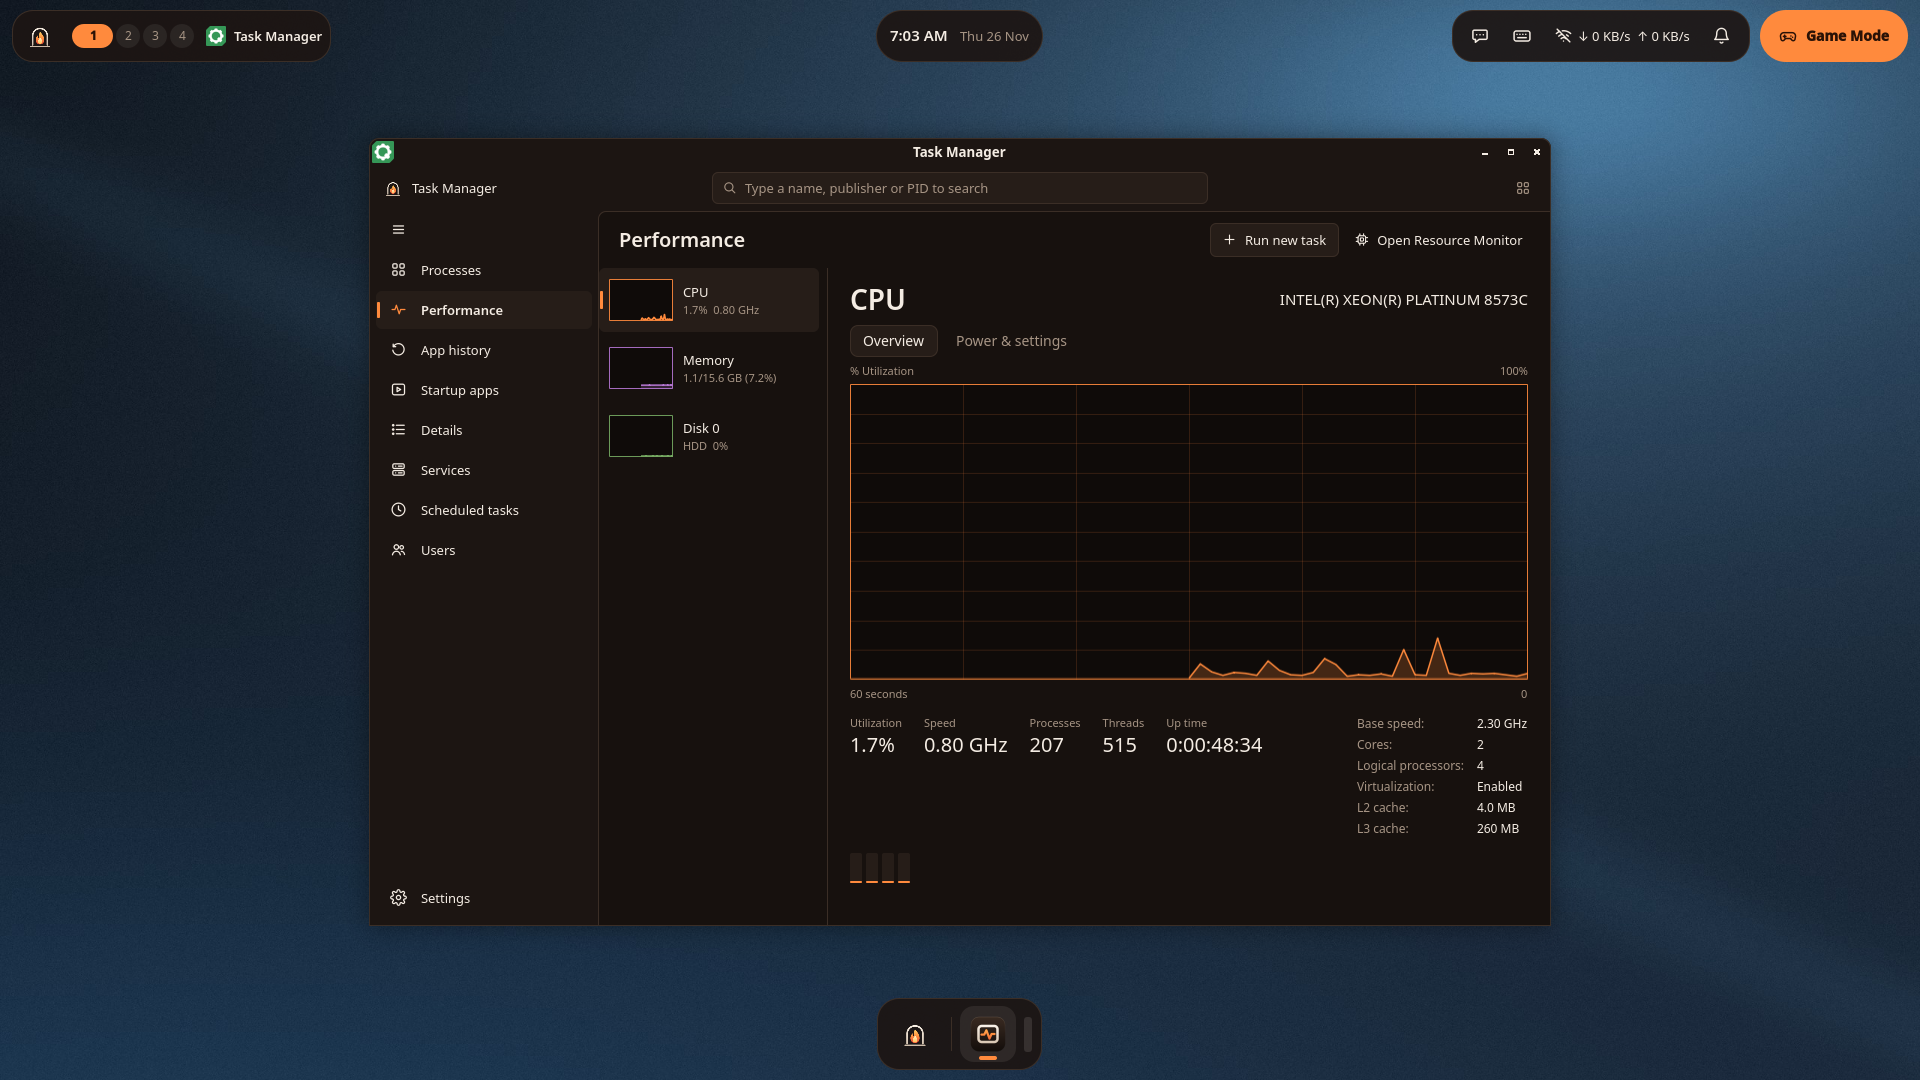 1 2 3 4 Task Manager
7:03 AM Thu 26 Nov
↓ 0 KB/s ↑ 0 KB/s
Game Mode
Task Manager
Task Manager
Type a name, publisher or PID to search
Processes
Performance
App history
Startup apps
Details
Services
Scheduled tasks
Users
Settings
Performance
Run new task
Open Resource Monitor
CPU
1.7% 0.80 GHz
Memory
1.1/15.6 GB (7.2%)
Disk 0
HDD 0%
CPU
INTEL(R) XEON(R) PLATINUM 8573C
Overview
Power & settings
% Utilization
100%
60 seconds
0
Utilization
1.7%
Speed
0.80 GHz
Processes
207
Threads
515
Up time
0:00:48:34
Base speed: 2.30 GHz
Cores: 2
Logical processors: 4
Virtualization: Enabled
L2 cache: 4.0 MB
L3 cache: 260 MB